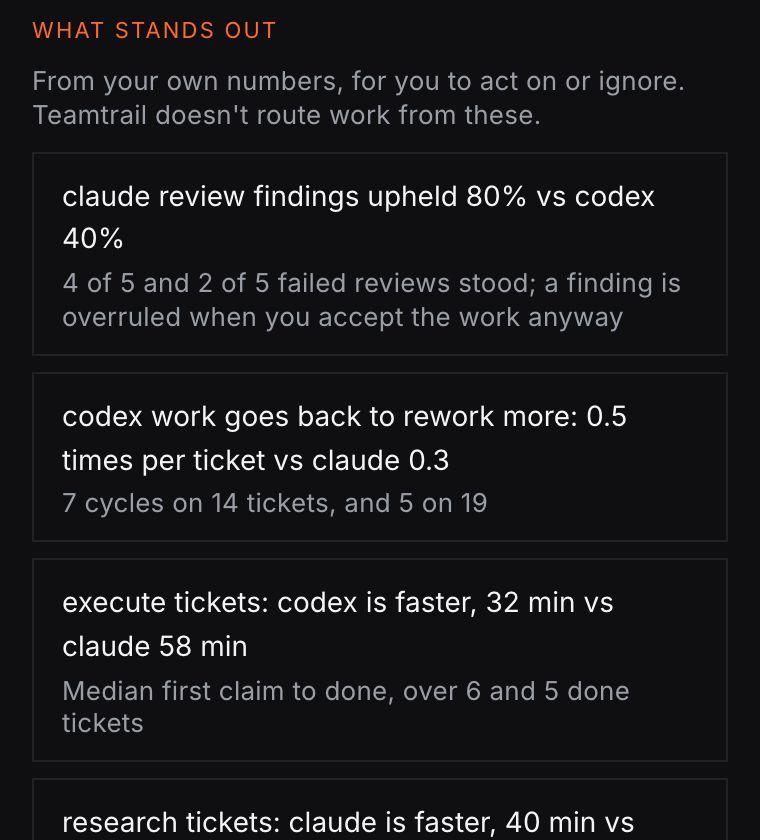 WHAT STANDS OUT
From your own numbers, for you to act on or ignore.
Teamtrail doesn't route work from these.
claude review findings upheld 80% vs codex
40%
4 of 5 and 2 of 5 failed reviews stood; a finding is
overruled when you accept the work anyway
codex work goes back to rework more: 0.5
times per ticket vs claude 0.3
7 cycles on 14 tickets, and 5 on 19
execute tickets: codex is faster, 32 min vs
claude 58 min
Median first claim to done, over 6 and 5 done
tickets
research tickets: claude is faster, 40 min vs